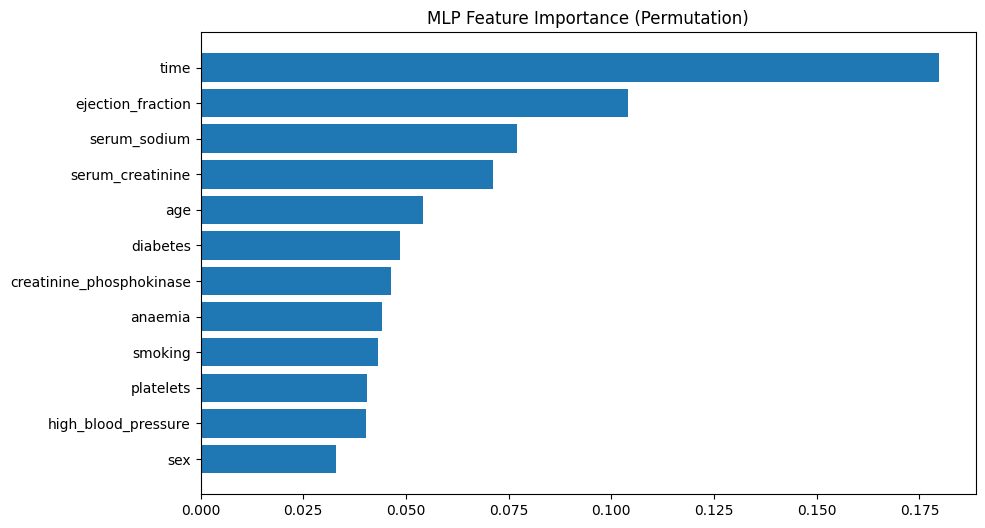 MLP Feature Importance (Permutation)
time
ejection_fraction
serum_sodium
serum_creatinine
age
diabetes
creatinine_phosphokinase
anaemia
smoking
platelets
high_blood_pressure
sex
0.000 0.025 0.050 0.075 0.100 0.125 0.150 0.175